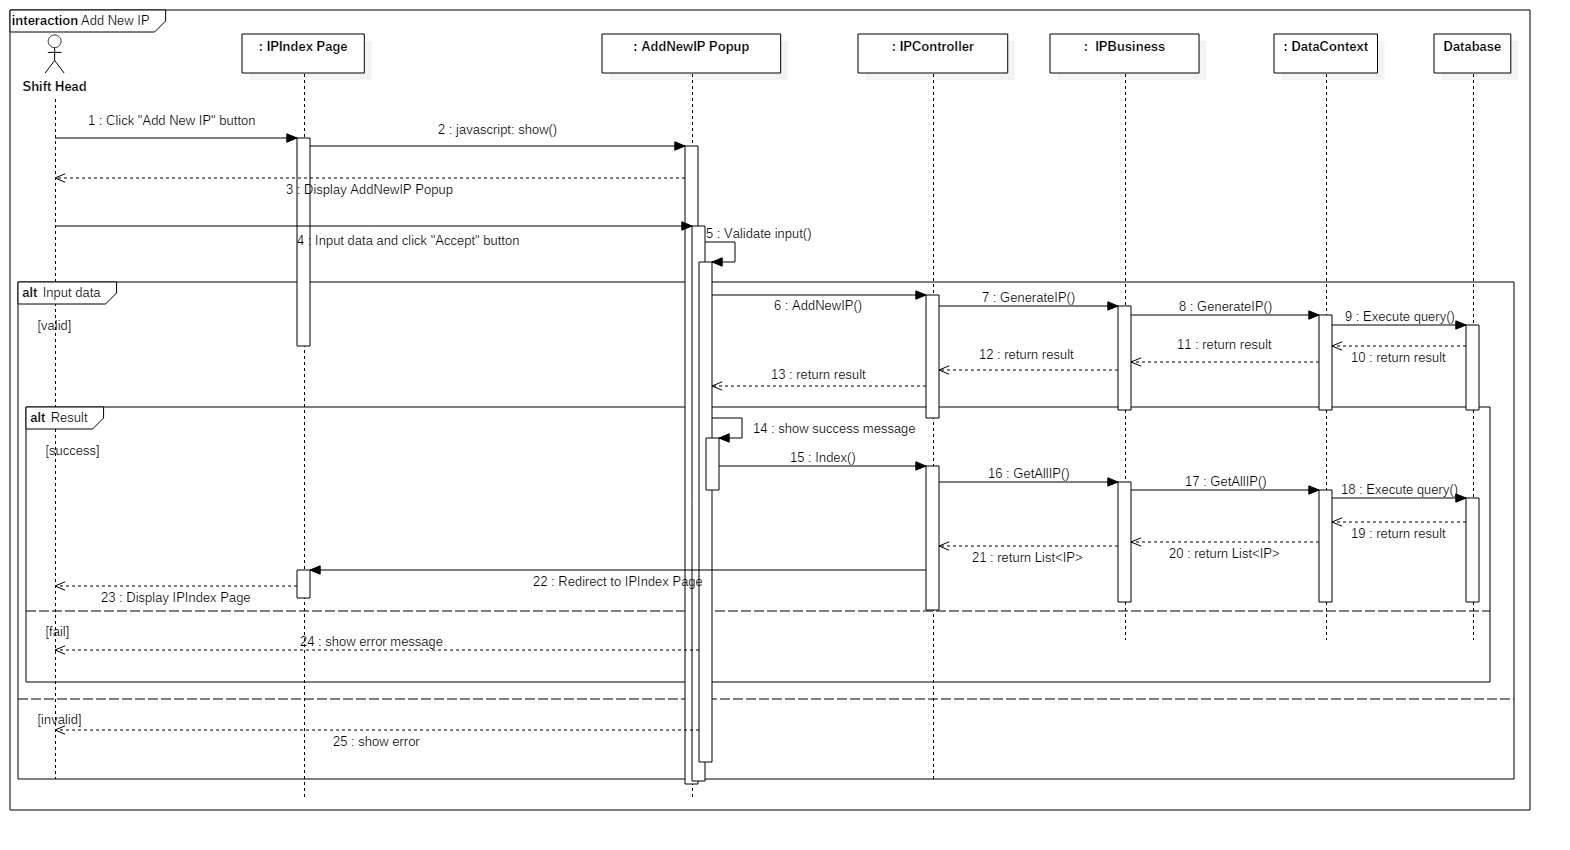 interaction Add New IP
Shift Head
: IPIndex Page
: AddNewIP Popup
: IPController
: IPBusiness
: DataContext
Database
1 : Click "Add New IP" button
2 : javascript: show()
3 : Display AddNewIP Popup
4 : Input data and click "Accept" button
5 : Validate input()
alt Input data
[valid]
6 : AddNewIP()
7 : GenerateIP()
8 : GenerateIP()
9 : Execute query()
10 : return result
11 : return result
12 : return result
13 : return result
alt Result
[success]
14 : show success message
15 : Index()
16 : GetAllIP()
17 : GetAllIP()
18 : Execute query()
19 : return result
20 : return List<IP>
21 : return List<IP>
22 : Redirect to IPIndex Page
23 : Display IPIndex Page
[fail]
24 : show error message
[invalid]
25 : show error